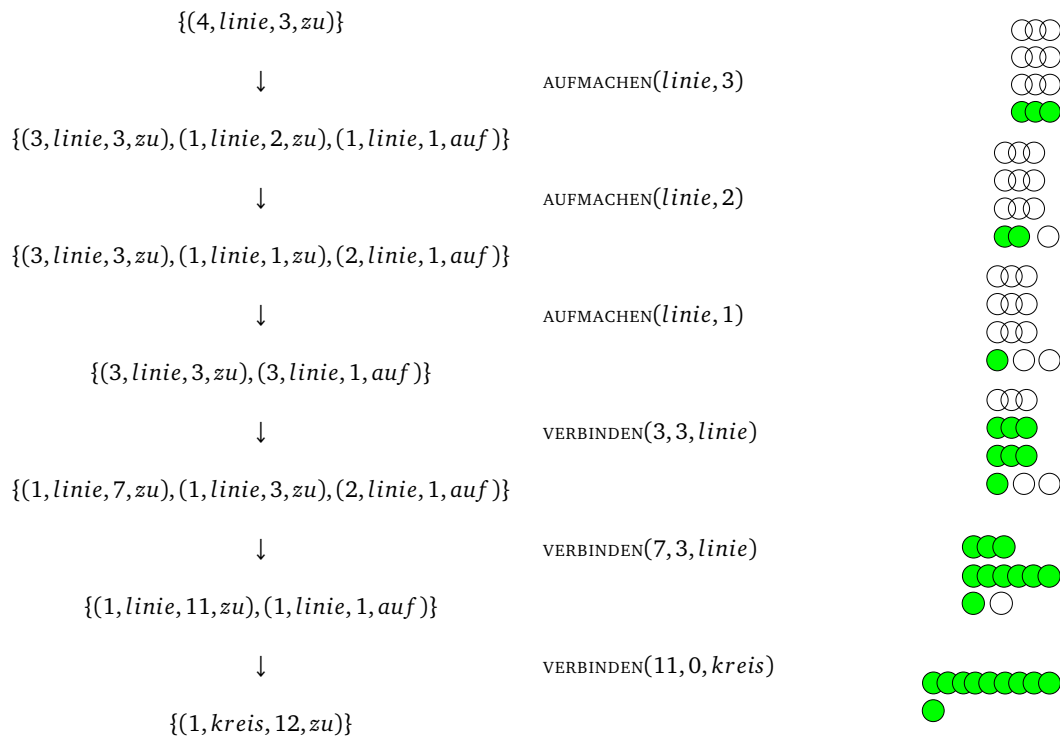 {(4, linie, 3, zu)}
↓ AUFMACHEN(linie, 3)
{(3, linie, 3, zu), (1, linie, 2, zu), (1, linie, 1, auf)}
↓ AUFMACHEN(linie, 2)
{(3, linie, 3, zu), (1, linie, 1, zu), (2, linie, 1, auf)}
↓ AUFMACHEN(linie, 1)
{(3, linie, 3, zu), (3, linie, 1, auf)}
↓ VERBINDEN(3, 3, linie)
{(1, linie, 7, zu), (1, linie, 3, zu), (2, linie, 1, auf)}
↓ VERBINDEN(7, 3, linie)
{(1, linie, 11, zu), (1, linie, 1, auf)}
↓ VERBINDEN(11, 0, kreis)
{(1, kreis, 12, zu)}